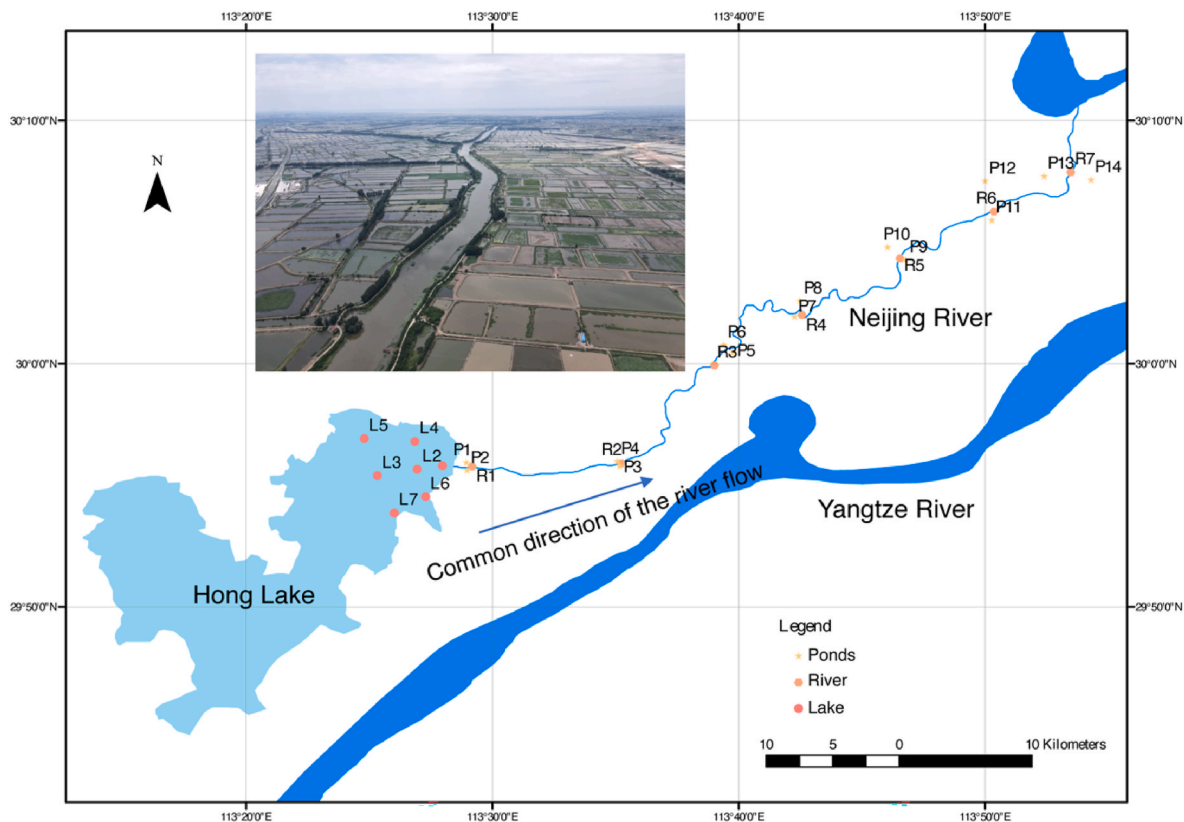 113°20'0"E 113°30'0"E 113°40'0"E 113°50'0"E
30°10'0"N 30°10'0"N
N
P12
P13
R7
P14
R6
P11
P10
P9
R5
P8
P7
R4
Neijing River
P6
R3
P5
30°0'0"N 30°0'0"N
L5
L4
L3
L2
L6
L7
P1
P2
R1
R2
P4
P3
Common direction of the river flow
Yangtze River
Hong Lake
29°50'0"N 29°50'0"N
Legend
Ponds
River
Lake
10 5 0 10 Kilometers
113°20'0"E 113°30'0"E 113°40'0"E 113°50'0"E